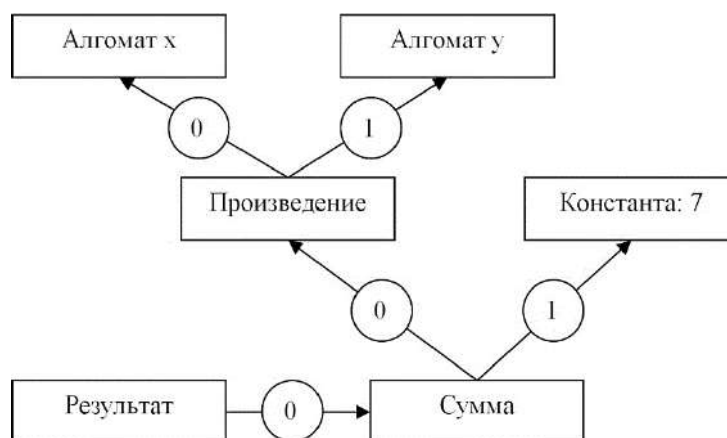 Алгомат x
Алгомат y
0
1
Произведение
Константа: 7
0
1
Результат
0
Сумма